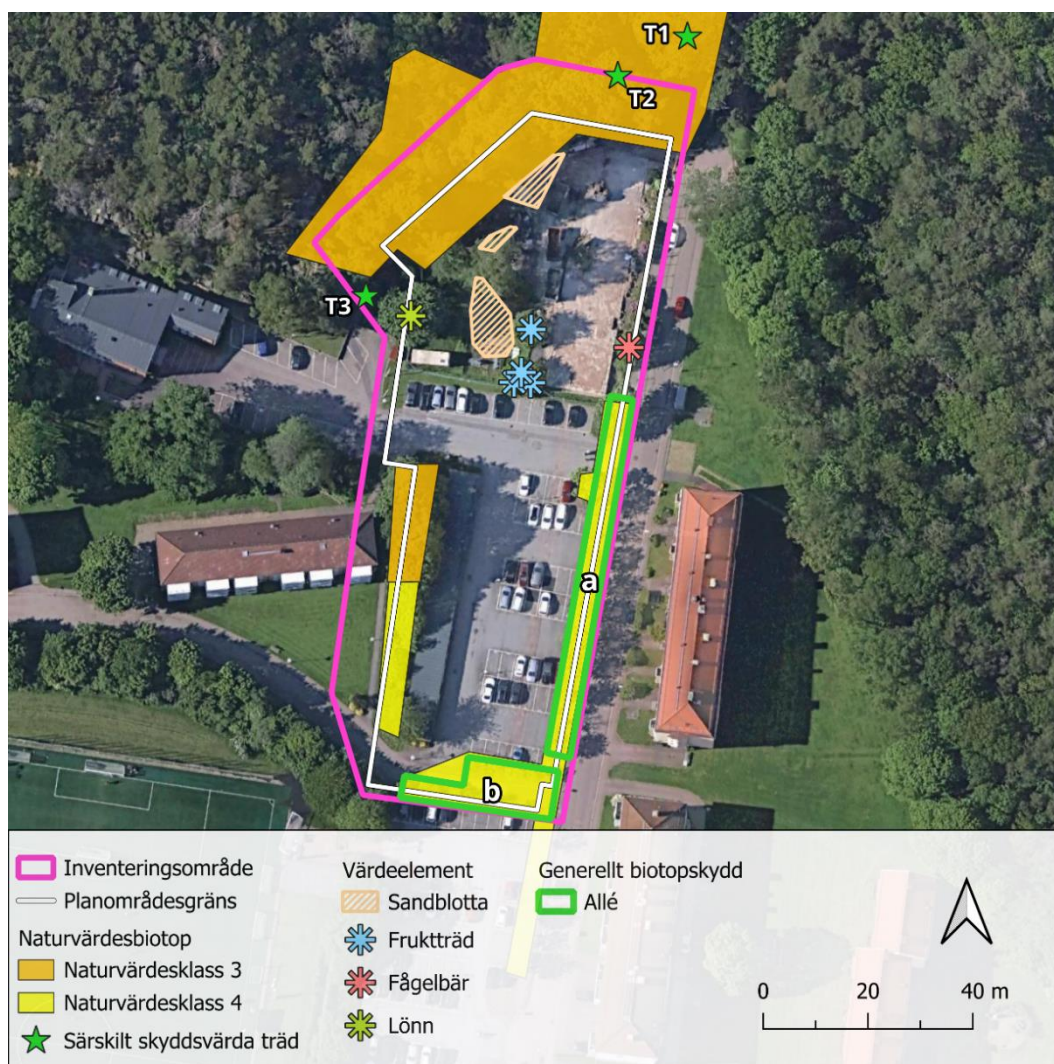 T1
T2
T3
a
b
Inventeringsområde
Planområdesgräns
Naturvärdesbiotop
Naturvärdesklass 3
Naturvärdesklass 4
Särskilt skyddsvärda träd
Värdeelement
Sandblotta
Fruktträd
Fågelbär
Lönn
Generellt biotopskydd
Allé
0 20 40 m